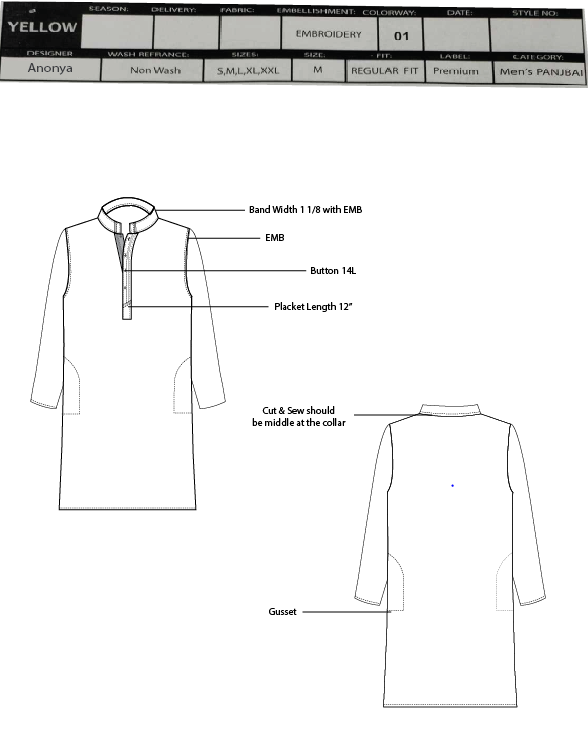 YELLOW
SEASON: DELIVERY: FABRIC: EMBELLISHMENT: COLORWAY: DATE: STYLE NO:
EMBROIDERY 01
DESIGNER WASH REFRANCE: SIZES: SIZE: FIT: LABEL: CATEGORY:
Anonya Non Wash S,M,L,XL,XXL M REGULAR FIT Premium Men's PANJBAI
Band Width 1 1/8 with EMB
EMB
Button 14L
Placket Length 12”
Cut & Sew should
be middle at the collar
Gusset